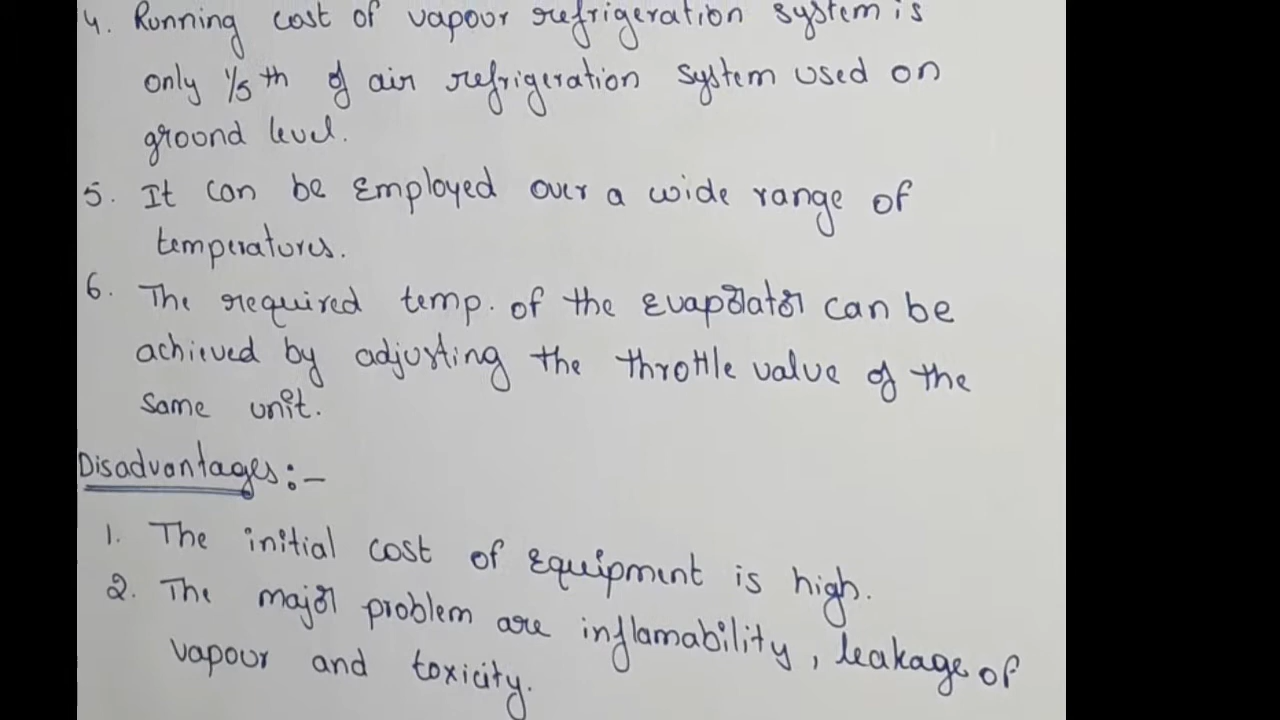 4. Running cost of vapour refrigeration system is
only 1/5th of air refrigeration system used on
ground level.
5. It can be Employed over a wide range of
temperatures.
6. The required temp. of the Evaporator can be
achieved by adjusting the throttle value of the
same unit.
Disadvantages:-
1. The initial cost of Equipment is high.
2. The major problem are inflamability, leakage of
vapour and toxicity.